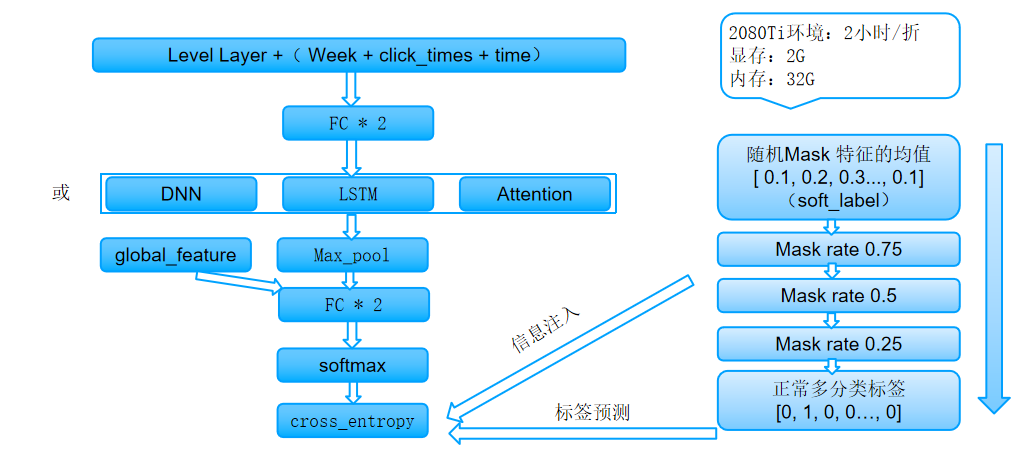 Level Layer +（ Week + click_times + time）
FC * 2
或
DNN
LSTM
Attention
global_feature
Max_pool
FC * 2
softmax
cross_entropy
2080Ti环境：2小时/折
显存：2G
内存：32G
随机Mask 特征的均值
[ 0.1, 0.2, 0.3..., 0.1]
（soft_label）
Mask rate 0.75
Mask rate 0.5
Mask rate 0.25
正常多分类标签
[0, 1, 0, 0…, 0]
信息注入
标签预测